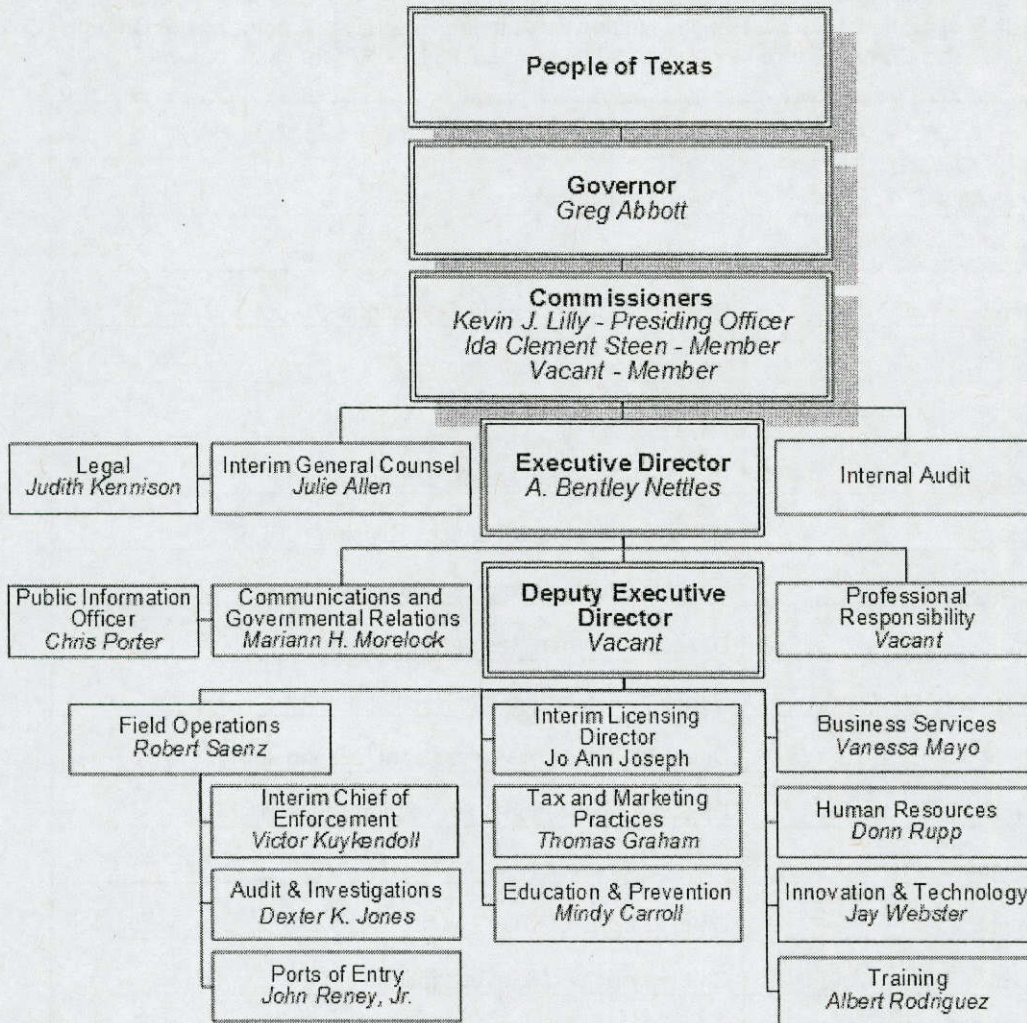 People of Texas
Governor
Greg Abbott
Commissioners
Kevin J. Lilly - Presiding Officer
Ida Clement Steen - Member
Vacant - Member
Legal
Judith Kennison
Interim General Counsel
Julie Allen
Executive Director
A. Bentley Nettles
Internal Audit
Public Information
Officer
Chris Porter
Communications and
Governmental Relations
Mariann H. Morelock
Deputy Executive
Director
Vacant
Professional
Responsibility
Vacant
Field Operations
Robert Saenz
Interim Chief of
Enforcement
Victor Kuykendoll
Audit & Investigations
Dexter K. Jones
Ports of Entry
John Reney, Jr.
Interim Licensing
Director
Jo Ann Joseph
Tax and Marketing
Practices
Thomas Graham
Education & Prevention
Mindy Carroll
Business Services
Vanessa Mayo
Human Resources
Donn Rupp
Innovation & Technology
Jay Webster
Training
Albert Rodriguez